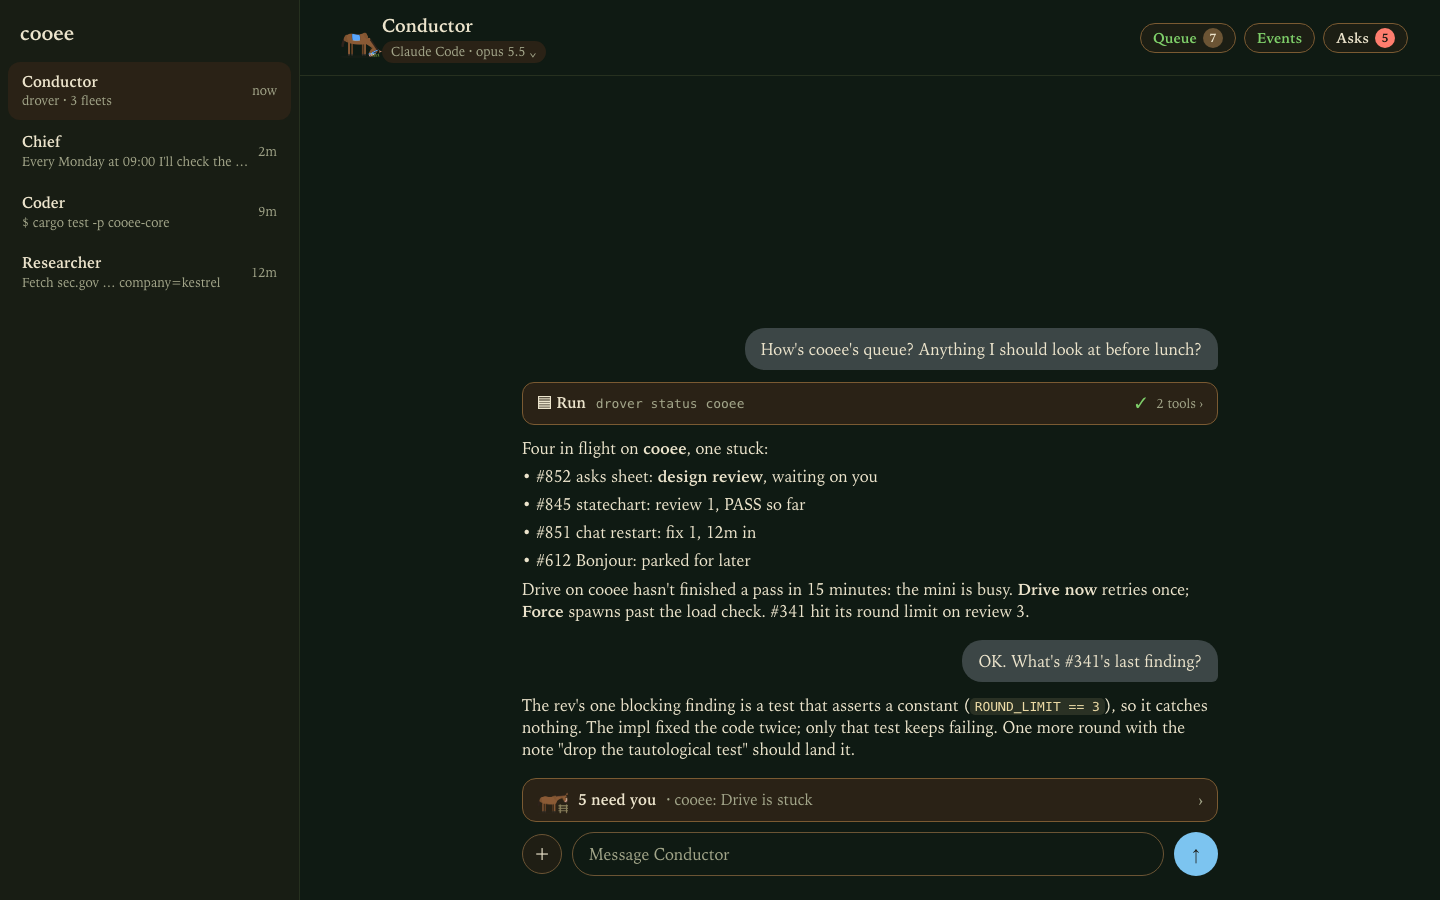 cooee
Conductor
drover · 3 fleets
now
Chief
Every Monday at 09:00 I'll check the …
2m
Coder
$ cargo test -p cooee-core
9m
Researcher
Fetch sec.gov … company=kestrel
12m
Conductor
Claude Code · opus 5.5
Queue 7
Events
Asks 5
How's cooee's queue? Anything I should look at before lunch?
Run drover status cooee
✓ 2 tools ›
Four in flight on cooee, one stuck:
• #852 asks sheet: design review, waiting on you
• #845 statechart: review 1, PASS so far
• #851 chat restart: fix 1, 12m in
• #612 Bonjour: parked for later
Drive on cooee hasn't finished a pass in 15 minutes: the mini is busy. Drive now retries once;
Force spawns past the load check. #341 hit its round limit on review 3.
OK. What's #341's last finding?
The rev's one blocking finding is a test that asserts a constant (ROUND_LIMIT == 3), so it catches
nothing. The impl fixed the code twice; only that test keeps failing. One more round with the
note "drop the tautological test" should land it.
5 need you · cooee: Drive is stuck ›
+ Message Conductor ↑